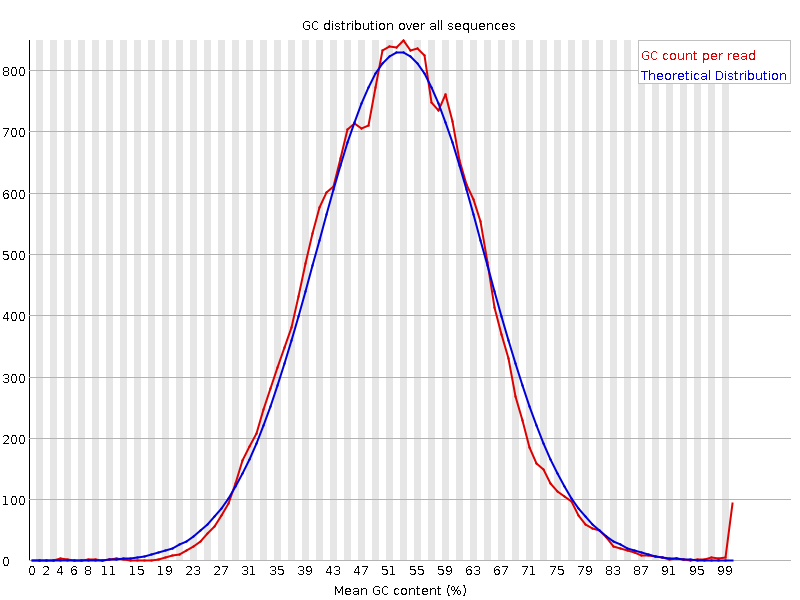 GC distribution over all sequences
GC count per read
Theoretical Distribution
800
700
600
500
400
300
200
100
0
0 2 4 6 8 11 15 19 23 27 31 35 39 43 47 51 55 59 63 67 71 75 79 83 87 91 95 99
Mean GC content (%)